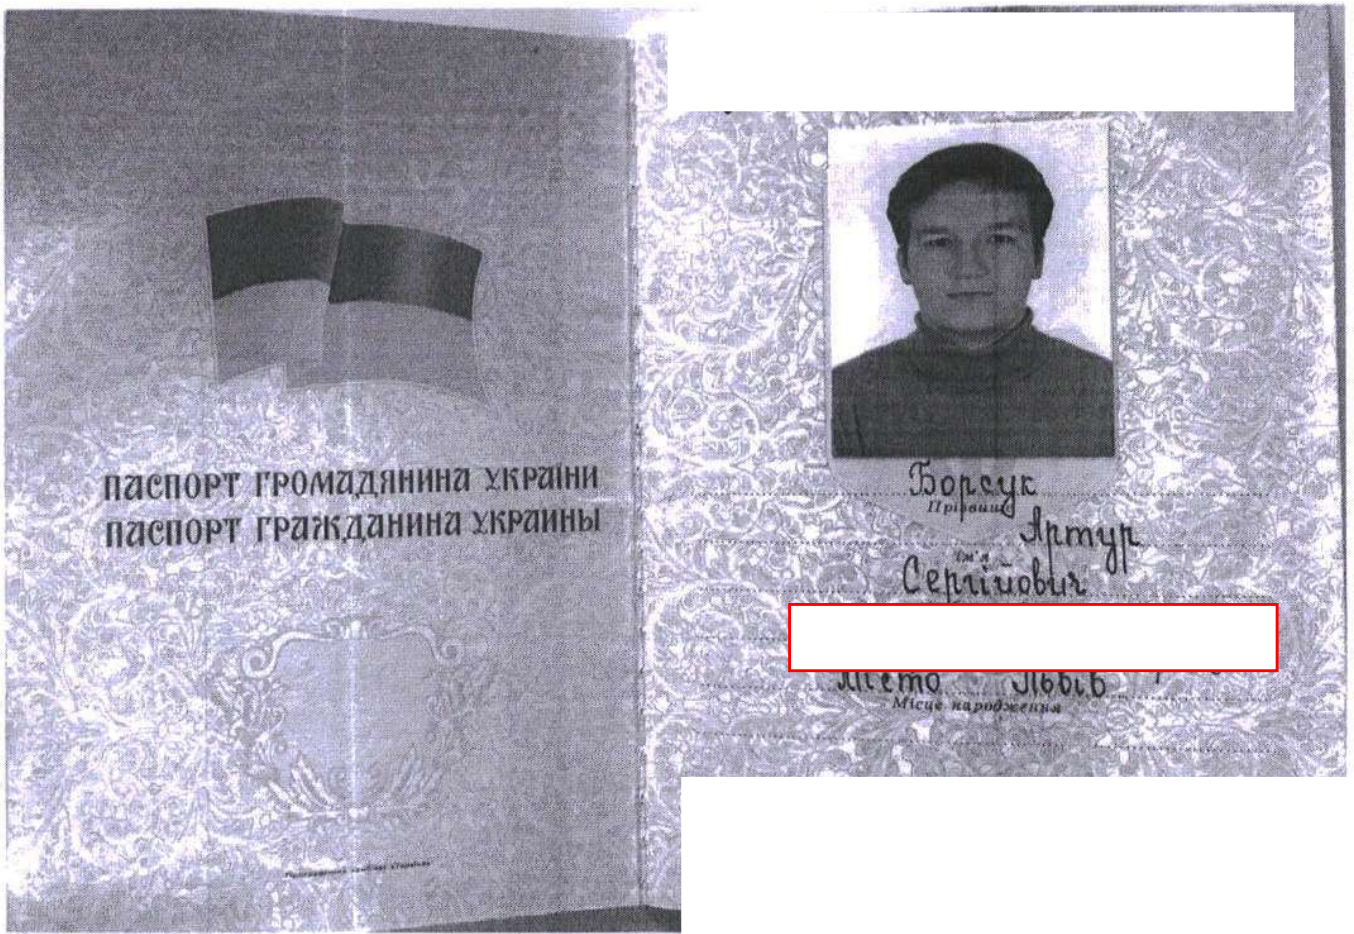 ПАСПОРТ ГРОМАДЯНИНА УКРАЇНИ
ПАСПОРТ ГРАЖДАНИНА УКРАИНЫ
Борсук
Прізвище
Артур
Ім'я
Сергійович
місто Львів
Місце народження